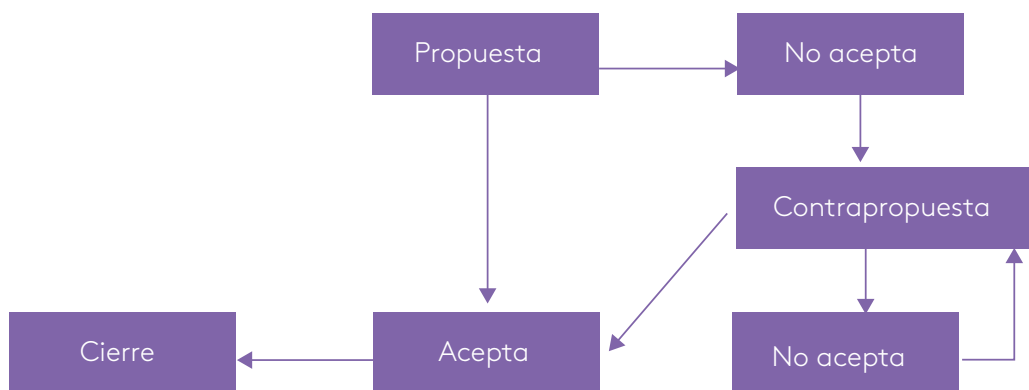 Propuesta
No acepta
Contrapropuesta
Cierre
Acepta
No acepta